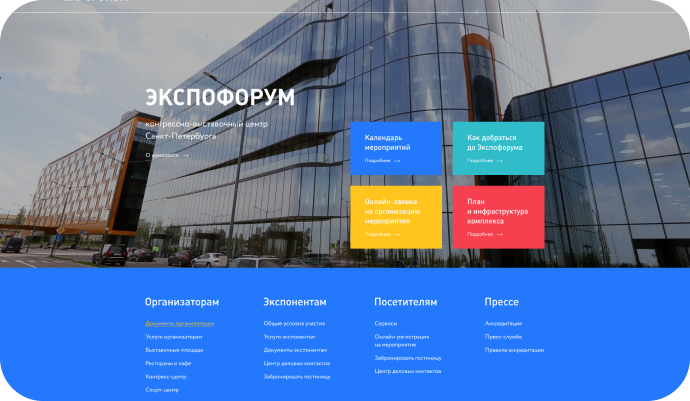 ЭКСПОФОРУМ
конгрессно-выставочный центр
Санкт-Петербурга
О комплексе →
Календарь
мероприятий
Подробнее →
Как добраться
до Экспофорума
Подробнее →
Онлайн-заявка
на организацию
мероприятия
Подробнее →
План
и инфраструктура
комплекса
Подробнее →
Организаторам
Документы организаторам
Услуги организаторам
Выставочные площади
Рестораны и кафе
Конгресс-центр
Спорт-центр
Экспонентам
Общие условия участия
Услуги экспонентам
Документы экспонентам
Центр деловых контактов
Забронировать гостиницу
Посетителям
Сервисы
Онлайн-регистрация
на мероприятие
Забронировать гостиницу
Центр деловых контактов
Прессе
Аккредитация
Пресс-служба
Правила аккредитации